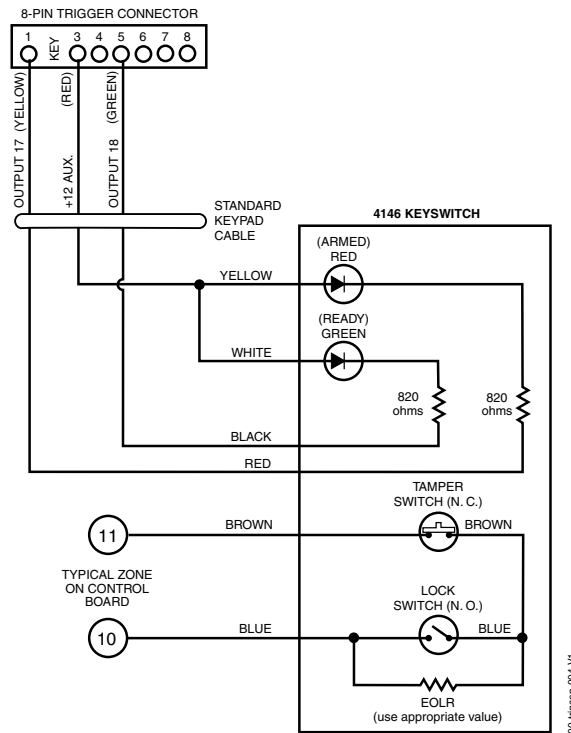 8-PIN TRIGGER CONNECTOR
1 3 4 5 6 7 8
KEY
(YELLOW)
(RED)
(GREEN)
OUTPUT 17
+12 AUX.
OUTPUT 18
STANDARD
KEYPAD
CABLE
4146 KEYSWITCH
(ARMED)
RED
YELLOW
(READY)
GREEN
WHITE
820
ohms
820
ohms
BLACK
RED
TAMPER
SWITCH (N. C.)
BROWN
BROWN
11
TYPICAL ZONE
ON CONTROL
BOARD
LOCK
SWITCH (N. O.)
10
BLUE
BLUE
EOLR
(use appropriate value)